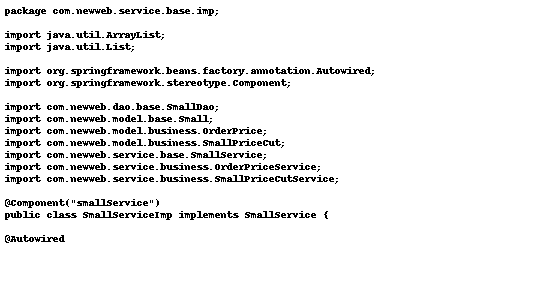 package com.newweb.service.base.imp;
import java.util.ArrayList;
import java.util.List;
import org.springframework.beans.factory.annotation.Autowired;
import org.springframework.stereotype.Component;
import com.newweb.dao.base.SmallDao;
import com.newweb.model.base.Small;
import com.newweb.model.business.OrderPrice;
import com.newweb.model.business.SmallPriceCut;
import com.newweb.service.base.SmallService;
import com.newweb.service.business.OrderPriceService;
import com.newweb.service.business.SmallPriceCutService;
@Component("smallService")
public class SmallServiceImp implements SmallService {
@Autowired